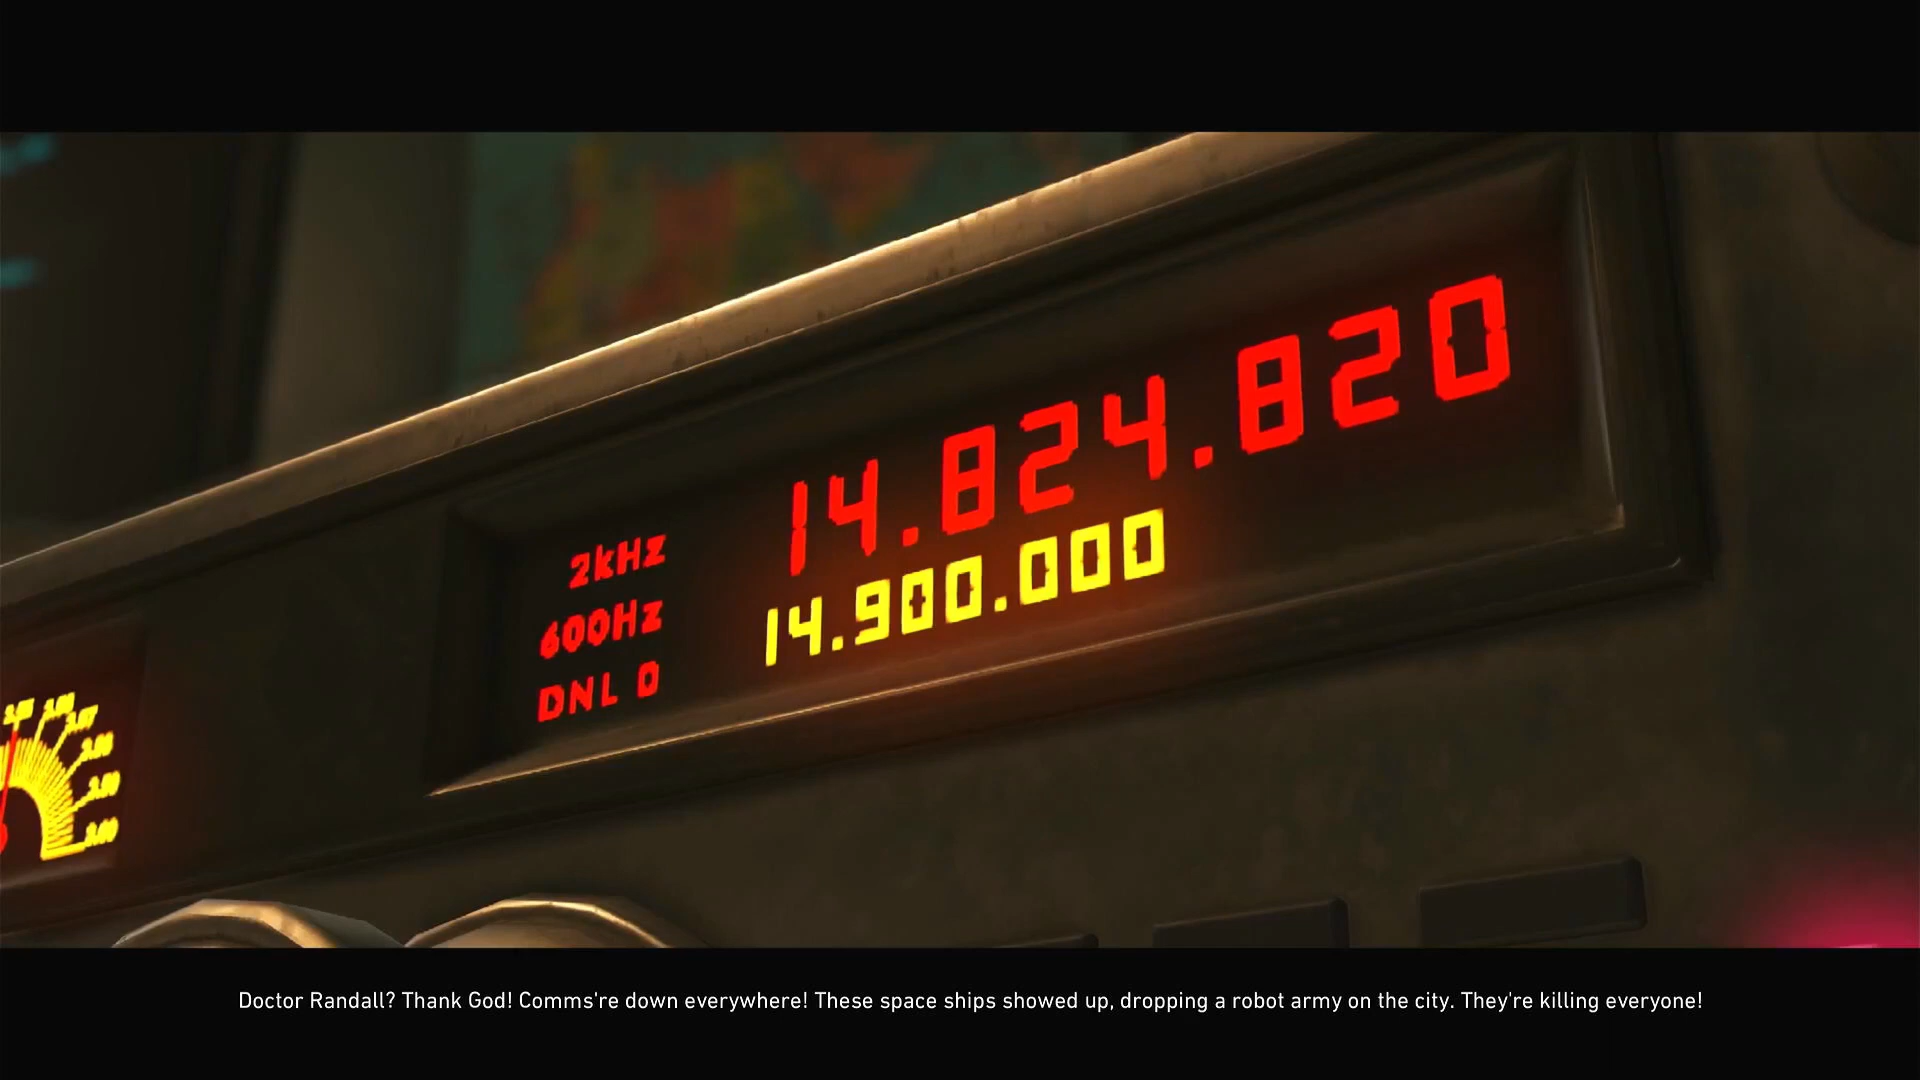 14.824.820
2kHz
14.900.000
600Hz
DNL 0
Doctor Randall? Thank God! Comms're down everywhere! These space ships showed up, dropping a robot army on the city. They're killing everyone!